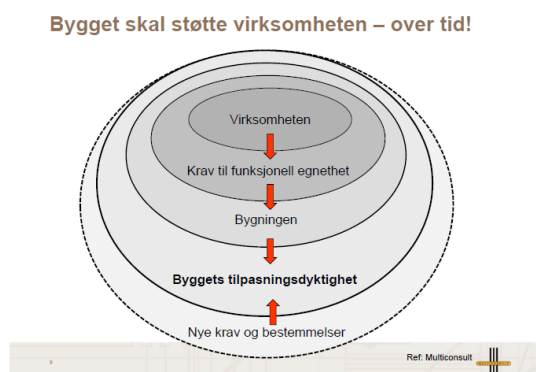 Bygget skal støtte virksomheten – over tid!
Virksomheten
Krav til funksjonell egnethet
Bygningen
Byggets tilpasningsdyktighet
Nye krav og bestemmelser
Ref: Multiconsult